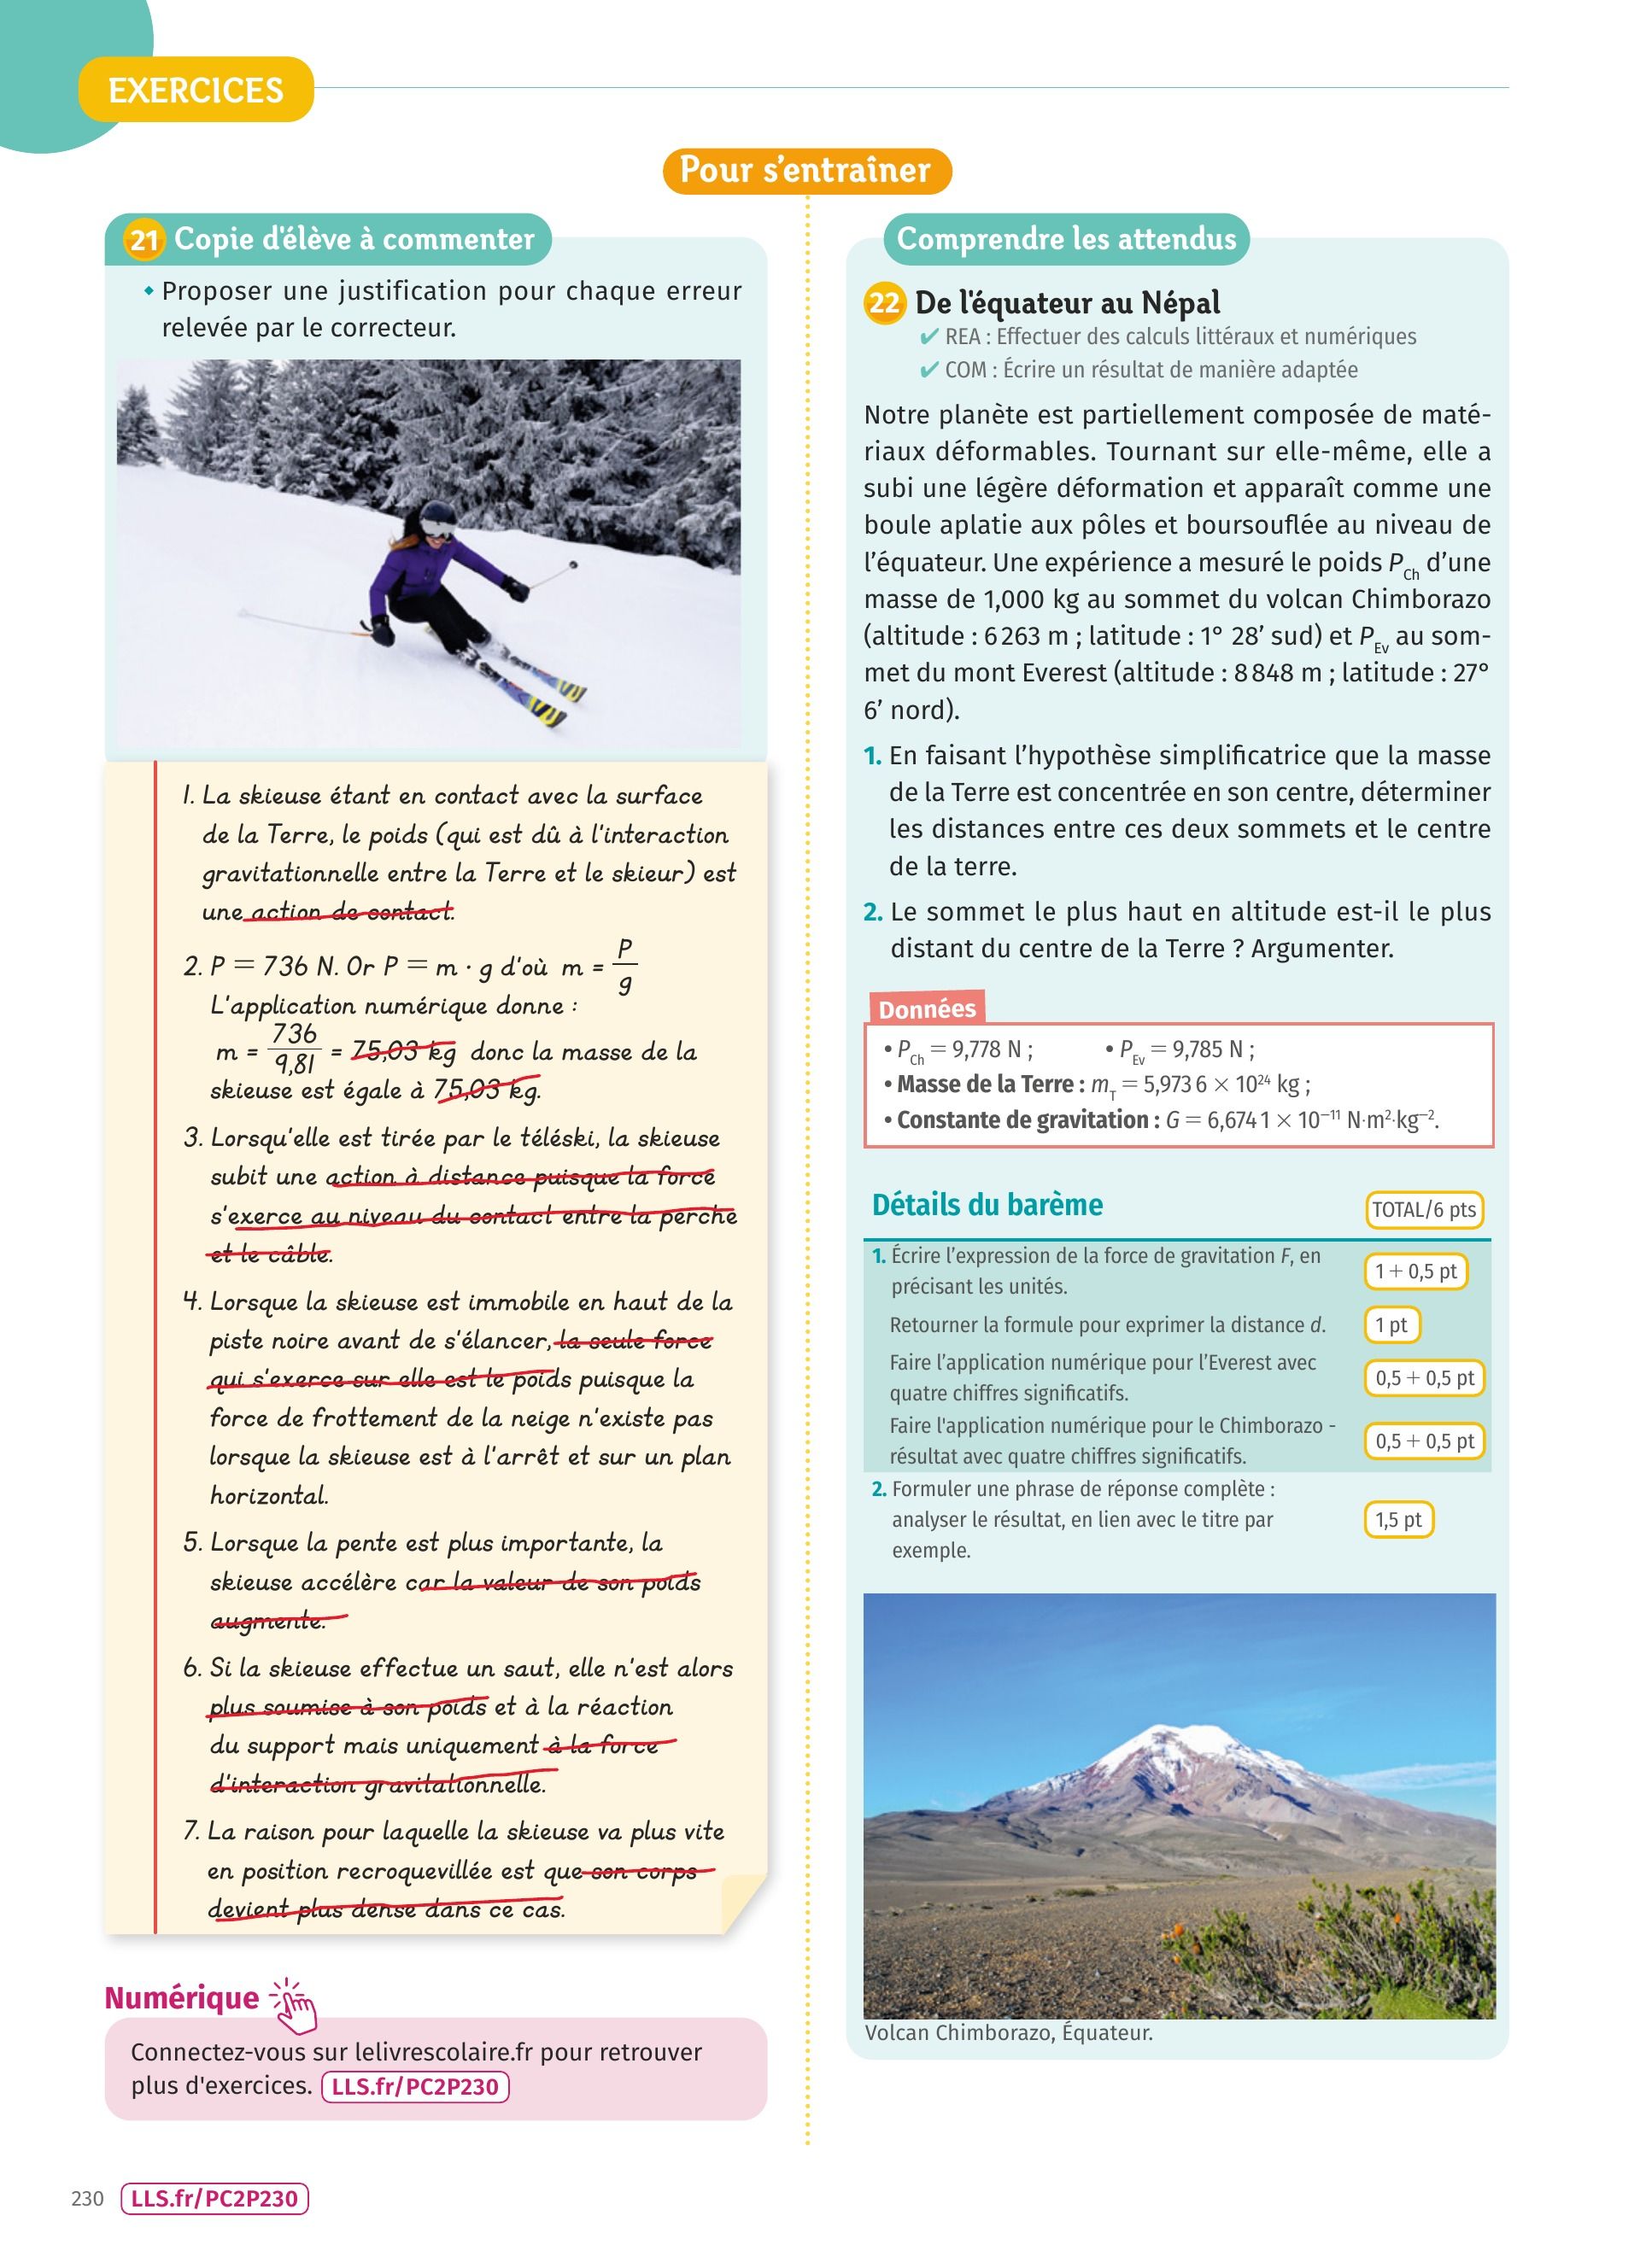 EXERCICES
Pour s'entraîner
21 Copie d'élève à commenter
Proposer une justification pour chaque erreur
relevée par le correcteur.
1. La skieuse étant en contact avec la surface
de la Terre, le poids (qui est dû à l'interaction
gravitationnelle entre la Terre et le skieur) est
une action de contact.
2. P = 736 N. Or P = m · g d'où m = P/g
L'application numérique donne :
m = 736/9,81 = 75,03 kg donc la masse de la
skieuse est égale à 75,03 kg.
3. Lorsqu'elle est tirée par le téléski, la skieuse
subit une action à distance puisque la force
s'exerce au niveau du contact entre la perche
et le câble.
4. Lorsque la skieuse est immobile en haut de la
piste noire avant de s'élancer, la seule force
qui s'exerce sur elle est le poids puisque la
force de frottement de la neige n'existe pas
lorsque la skieuse est à l'arrêt et sur un plan
horizontal.
5. Lorsque la pente est plus importante, la
skieuse accélère car la valeur de son poids
augmente.
6. Si la skieuse effectue un saut, elle n'est alors
plus soumise à son poids et à la réaction
du support mais uniquement à la force
d'interaction gravitationnelle.
7. La raison pour laquelle la skieuse va plus vite
en position recroquevillée est que son corps
devient plus dense dans ce cas.
Numérique
Connectez-vous sur lelivrescolaire.fr pour retrouver
plus d'exercices. LLS.fr/PC2P230
Comprendre les attendus
22 De l'équateur au Népal
✔ REA : Effectuer des calculs littéraux et numériques
✔ COM : Écrire un résultat de manière adaptée
Notre planète est partiellement composée de maté-
riaux déformables. Tournant sur elle-même, elle a
subi une légère déformation et apparaît comme une
boule aplatie aux pôles et boursouflée au niveau de
l'équateur. Une expérience a mesuré le poids P_Ch d'une
masse de 1,000 kg au sommet du volcan Chimborazo
(altitude : 6 263 m ; latitude : 1° 28' sud) et P_Ev au som-
met du mont Everest (altitude : 8 848 m ; latitude : 27°
6' nord).
1. En faisant l'hypothèse simplificatrice que la masse
de la Terre est concentrée en son centre, déterminer
les distances entre ces deux sommets et le centre
de la terre.
2. Le sommet le plus haut en altitude est-il le plus
distant du centre de la Terre ? Argumenter.
Données
• P_Ch = 9,778 N ; • P_Ev = 9,785 N ;
• Masse de la Terre : m_T = 5,973 6 × 10²⁴ kg ;
• Constante de gravitation : G = 6,674 1 × 10⁻¹¹ N·m²·kg⁻².
Détails du barème TOTAL/6 pts
1. Écrire l'expression de la force de gravitation F, en
précisant les unités. 1 + 0,5 pt
Retourner la formule pour exprimer la distance d. 1 pt
Faire l'application numérique pour l'Everest avec
quatre chiffres significatifs. 0,5 + 0,5 pt
Faire l'application numérique pour le Chimborazo -
résultat avec quatre chiffres significatifs. 0,5 + 0,5 pt
2. Formuler une phrase de réponse complète :
analyser le résultat, en lien avec le titre par
exemple. 1,5 pt
Volcan Chimborazo, Équateur.
230 LLS.fr/PC2P230